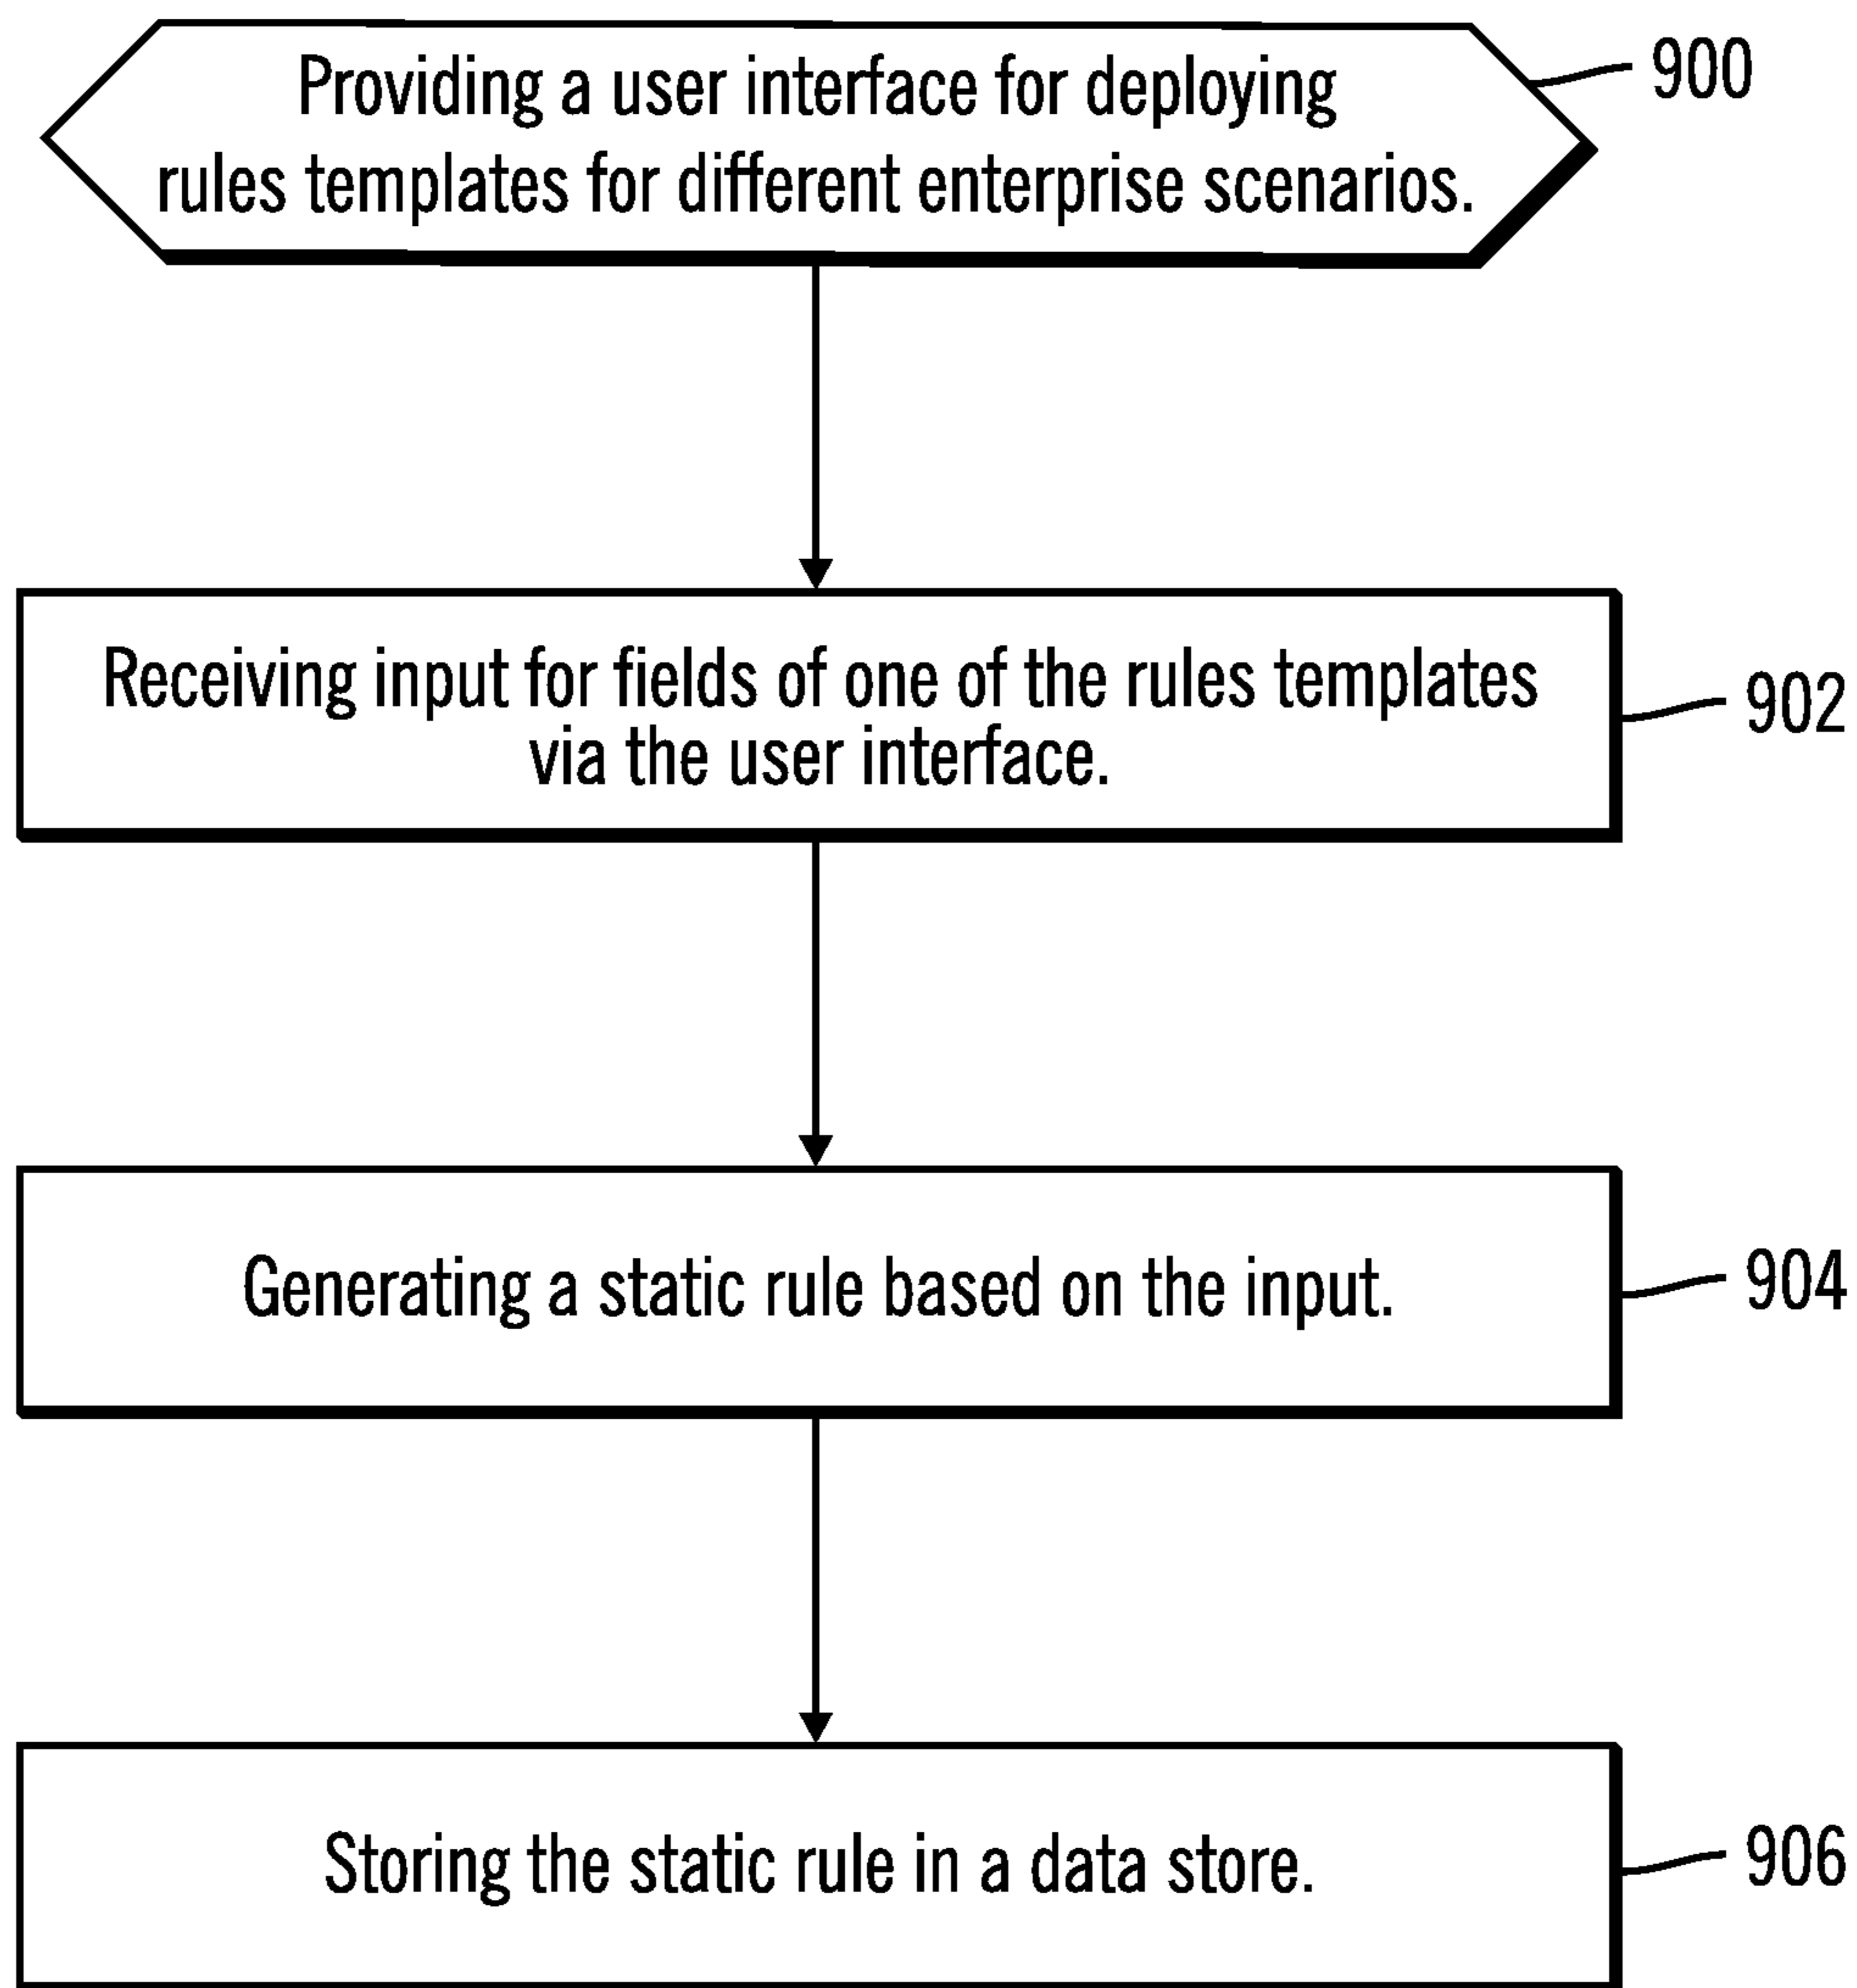 Providing a user interface for deploying
rules templates for different enterprise scenarios.
900
Receiving input for fields of one of the rules templates
via the user interface.
902
Generating a static rule based on the input.
904
Storing the static rule in a data store.
906